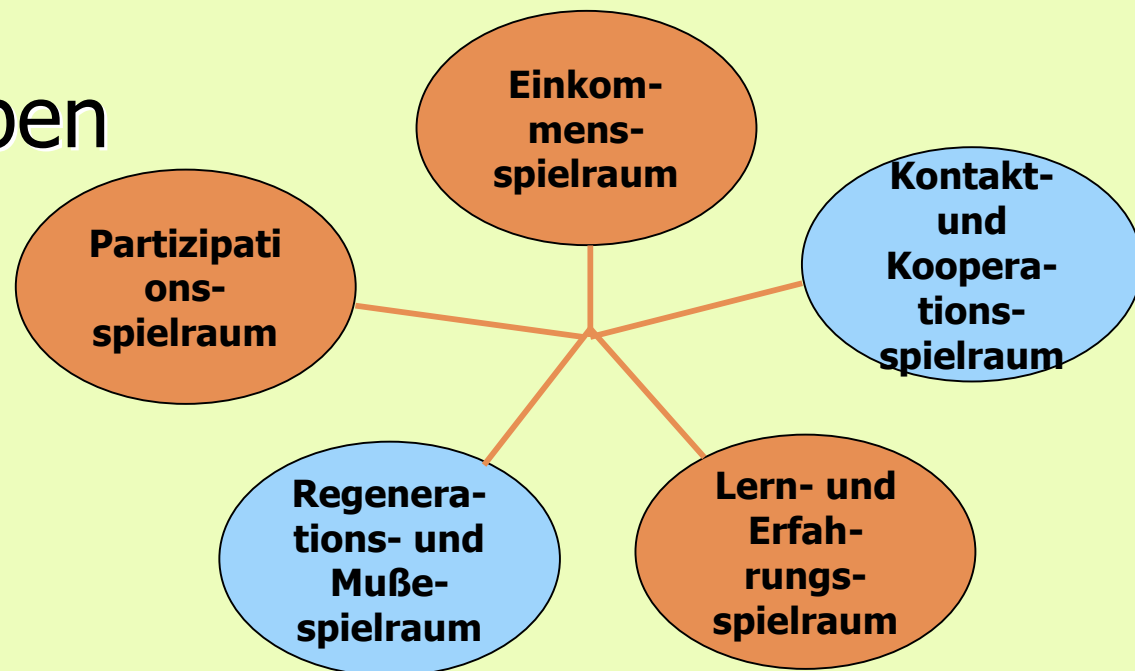 ben
Einkom-
mens-
spielraum
Kontakt-
und
Koopera-
tions-
spielraum
Partizipati
ons-
spielraum
Regenera-
tions- und
Muße-
spielraum
Lern- und
Erfah-
rungs-
spielraum